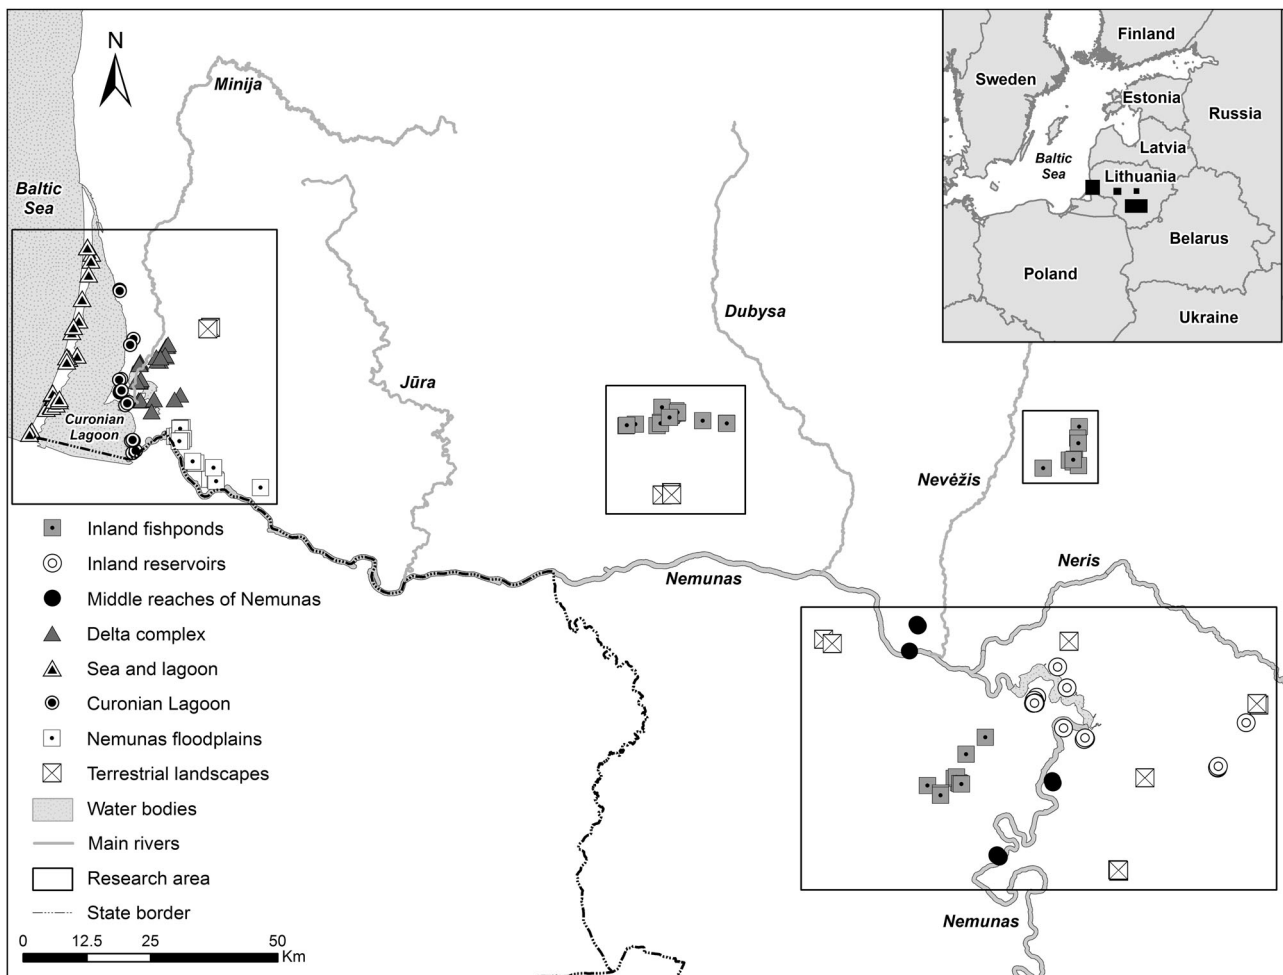 N
Minija
Baltic
Sea
Curonian
Lagoon
Jūra
Dubysa
Nevėžis
Nemunas
Neris
Nemunas
Finland
Sweden
Estonia
Russia
Latvia
Baltic
Sea
Lithuania
Belarus
Poland
Ukraine
Inland fishponds
Inland reservoirs
Middle reaches of Nemunas
Delta complex
Sea and lagoon
Curonian Lagoon
Nemunas floodplains
Terrestrial landscapes
Water bodies
Main rivers
Research area
State border
0 12.5 25 50
Km